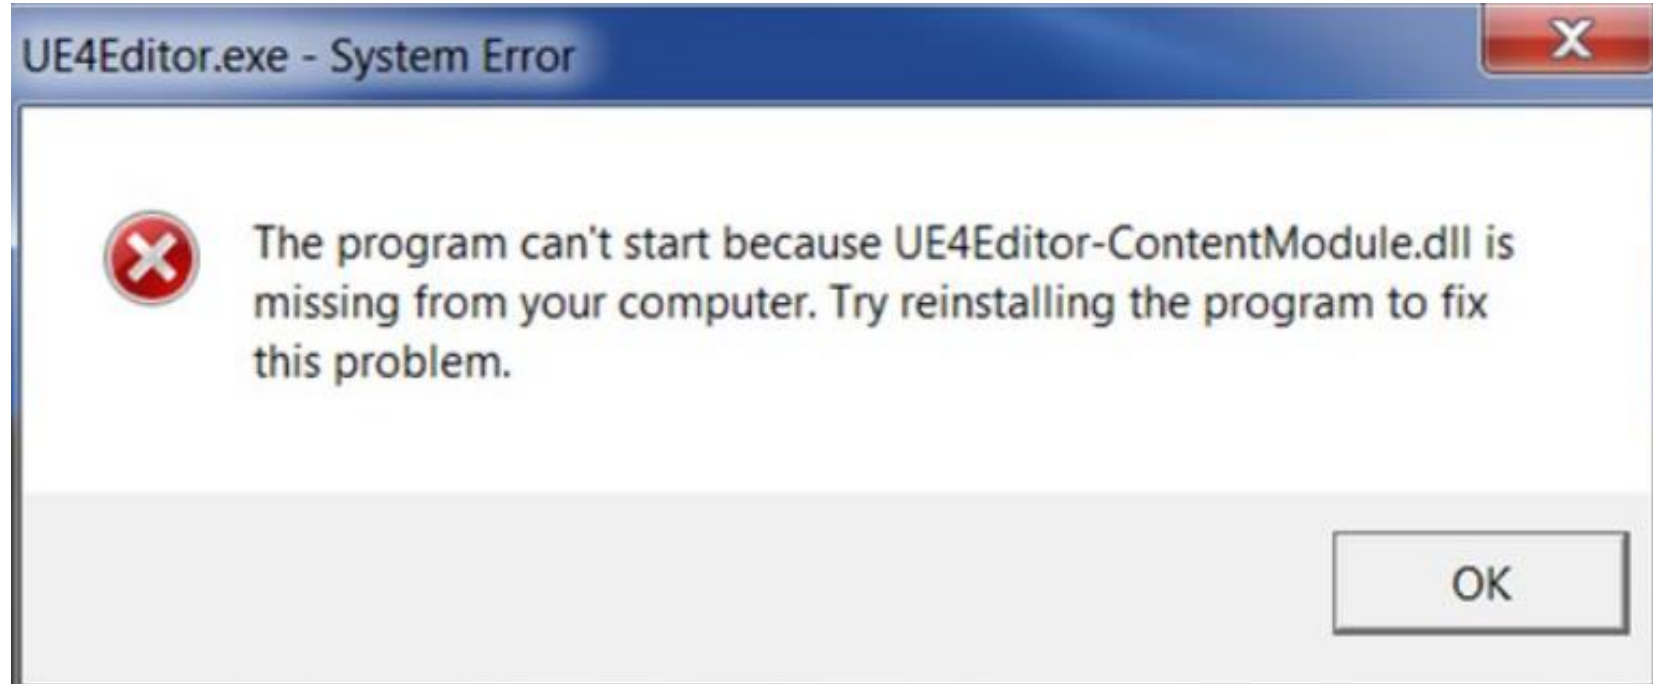 UE4Editor.exe - System Error
The program can't start because UE4Editor-ContentModule.dll is
missing from your computer. Try reinstalling the program to fix
this problem.
OK